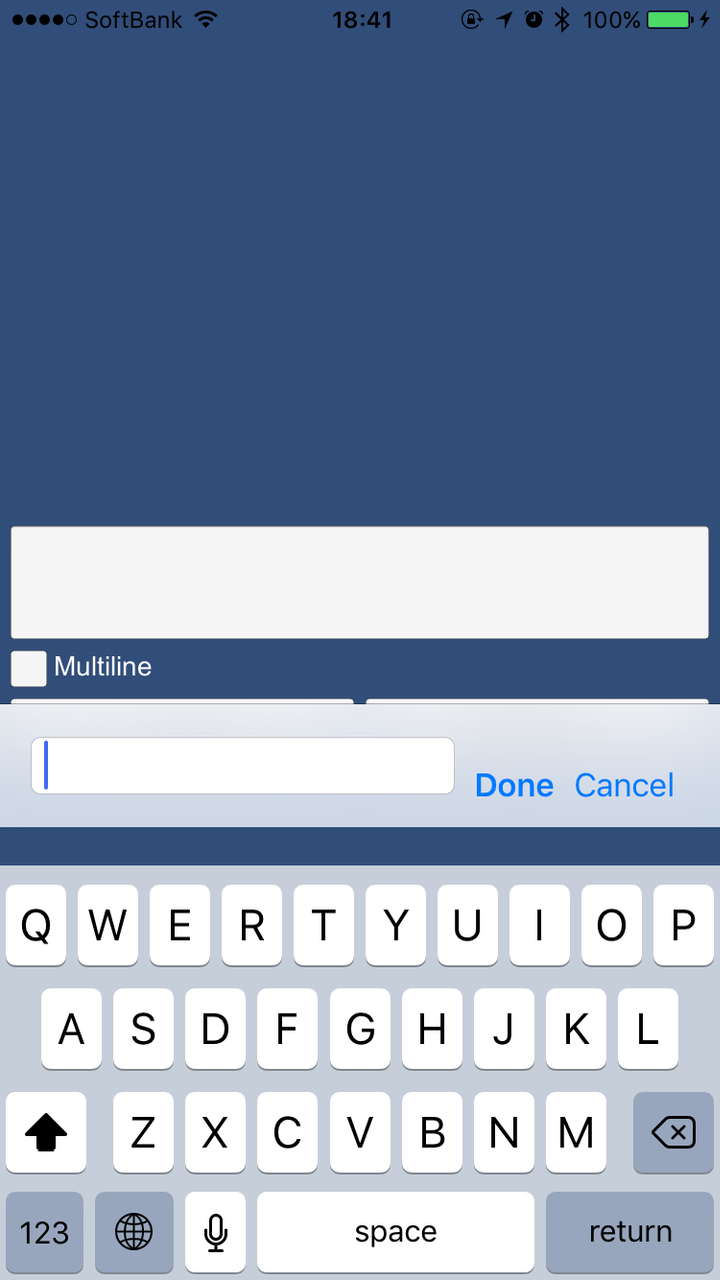 SoftBank 18:41 100%
Multiline
Done Cancel
Q W E R T Y U I O P
A S D F G H J K L
Z X C V B N M
123 space return